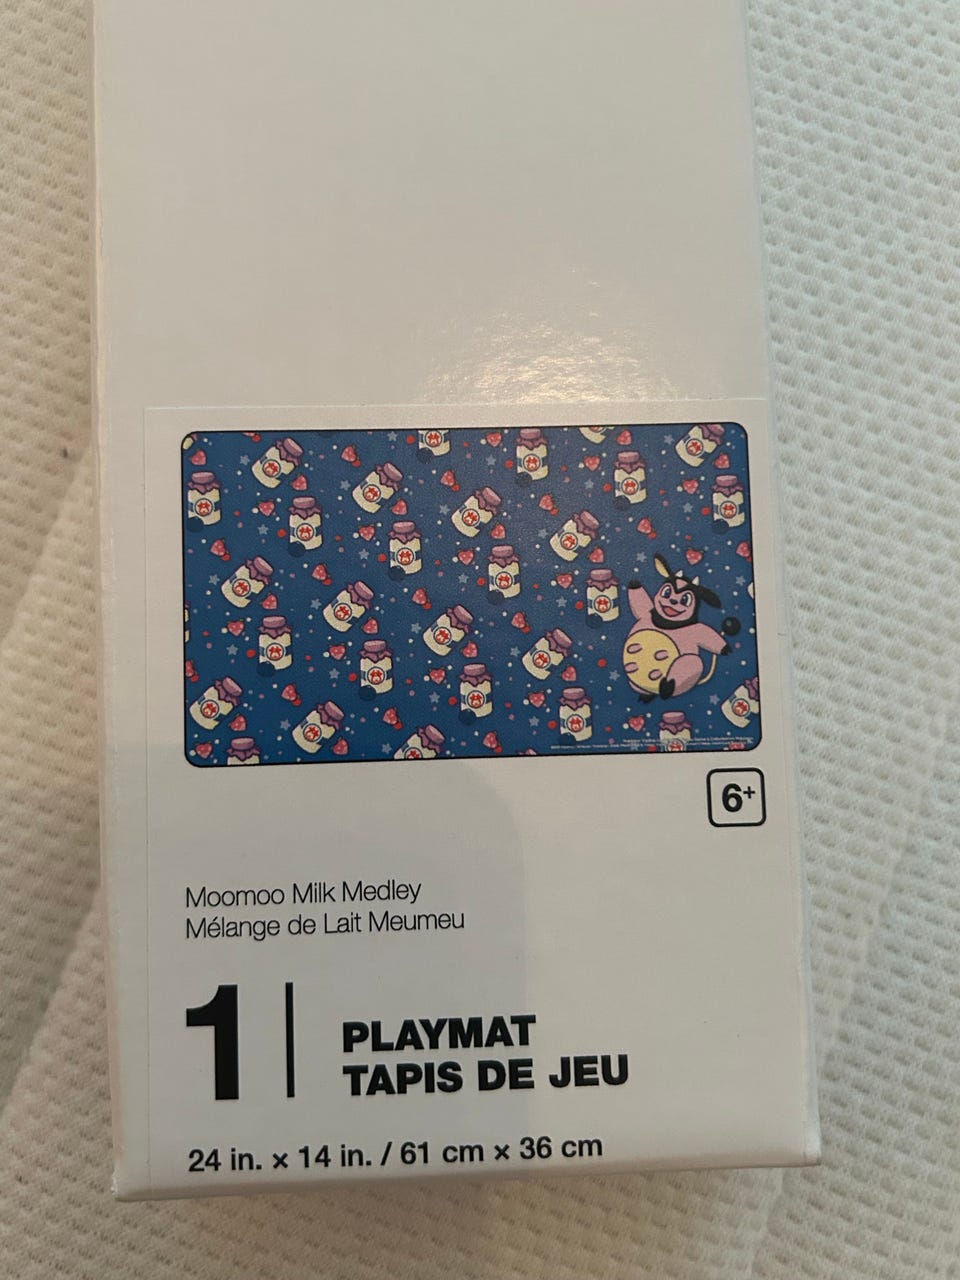 6+
Moomoo Milk Medley
Mélange de Lait Meumeu
1
PLAYMAT
TAPIS DE JEU
24 in. × 14 in. / 61 cm × 36 cm